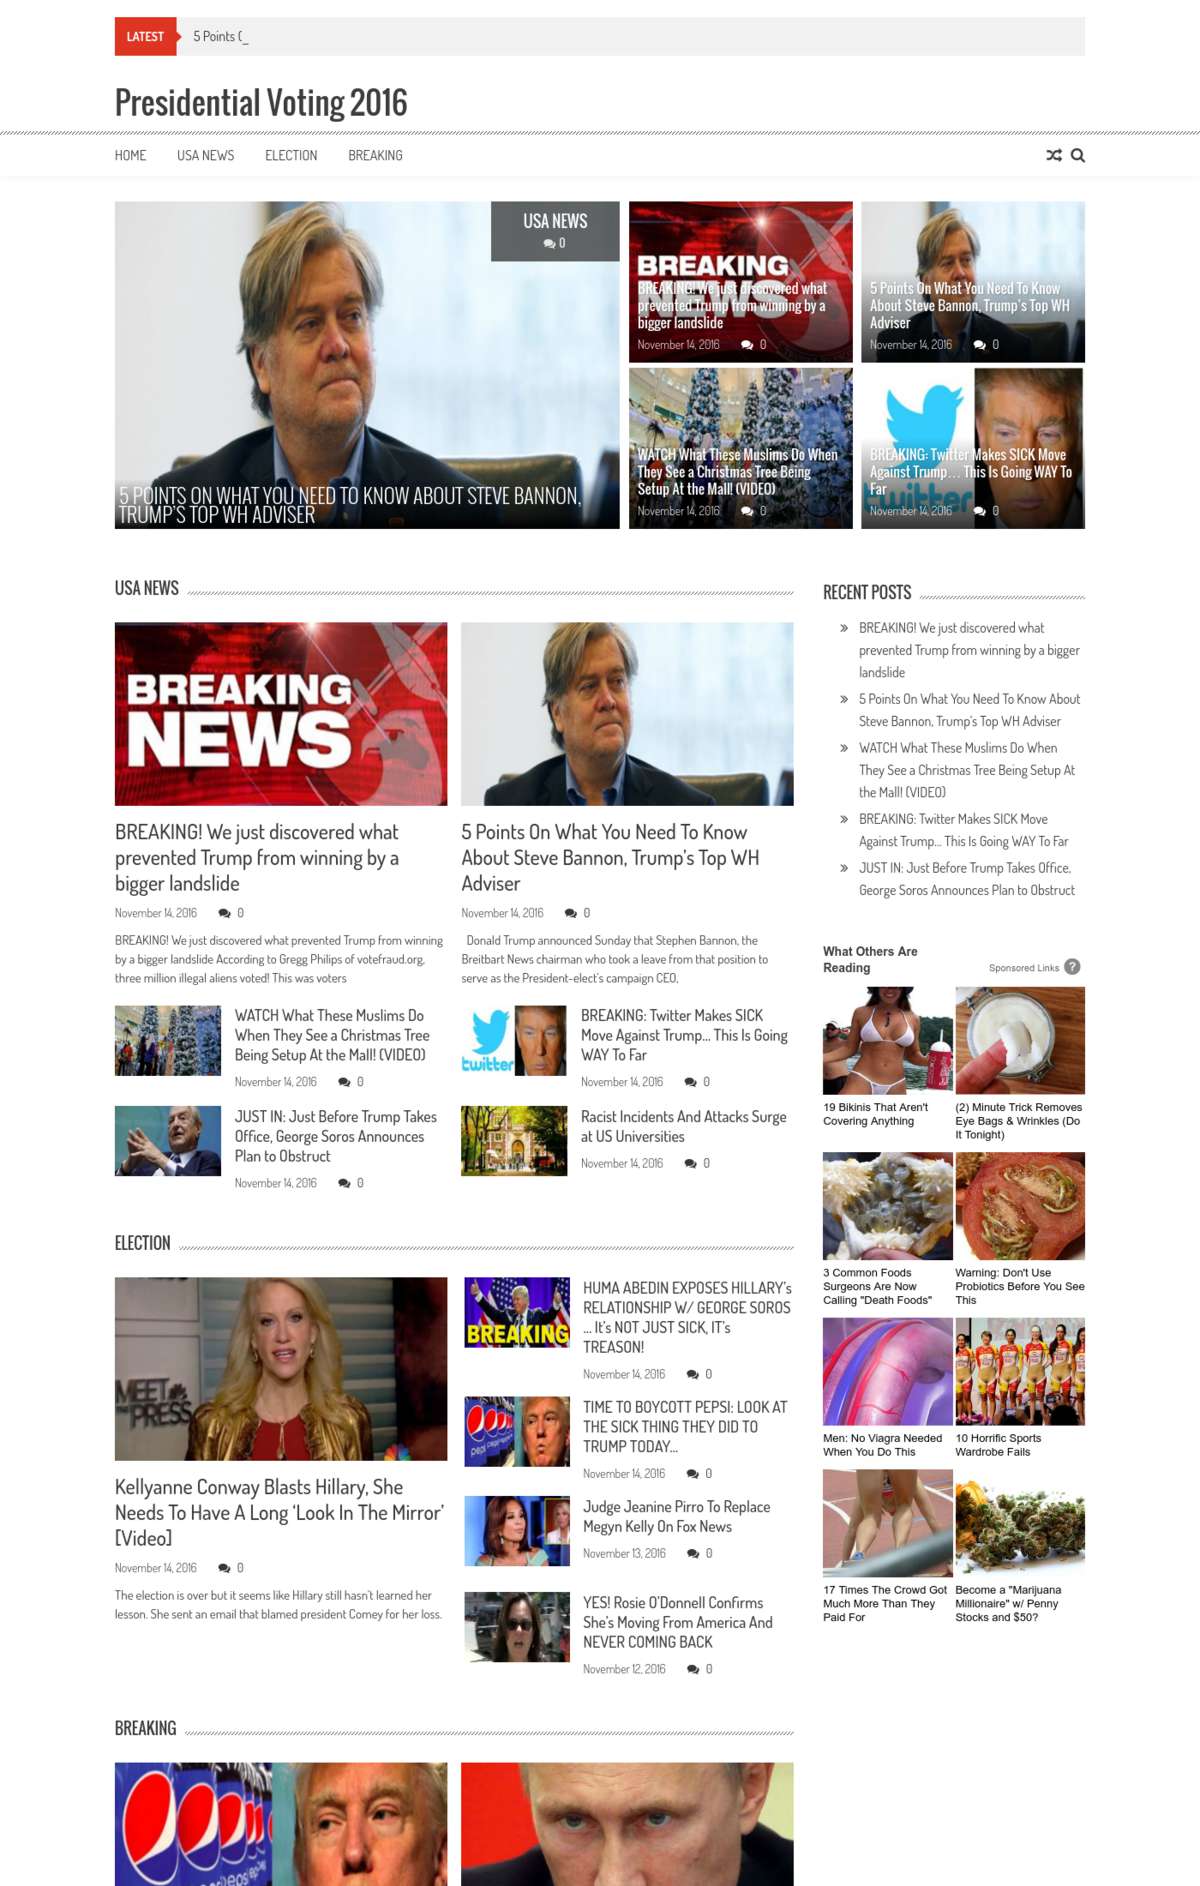 LATEST
5 Points (_
Presidential Voting 2016
HOME
USA NEWS
ELECTION
BREAKING
USA NEWS
0
5 POINTS ON WHAT YOU NEED TO KNOW ABOUT STEVE BANNON,
TRUMP'S TOP WH ADVISER
BREAKING
NEWS
BREAKING! We just discovered what
prevented Trump from winning by a
bigger landslide
November 14, 2016 0
5 Points On What You Need To Know
About Steve Bannon, Trump's Top WH
Adviser
November 14, 2016 0
WATCH What These Muslims Do When
They See a Christmas Tree Being
Setup At the Mall! (VIDEO)
November 14, 2016 0
twitter
BREAKING: Twitter Makes SICK Move
Against Trump... This Is Going WAY To
Far
November 14, 2016 0
USA NEWS
BREAKING
NEWS
BREAKING! We just discovered what
prevented Trump from winning by a
bigger landslide
November 14, 2016 0
BREAKING! We just discovered what prevented Trump from winning
by a bigger landslide According to Gregg Philips of votefraud.org,
three million illegal aliens voted! This was voters
5 Points On What You Need To Know
About Steve Bannon, Trump's Top WH
Adviser
November 14, 2016 0
Donald Trump announced Sunday that Stephen Bannon, the
Breitbart News chairman who took a leave from that position to
serve as the President-elect's campaign CEO,
WATCH What These Muslims Do
When They See a Christmas Tree
Being Setup At the Mall! (VIDEO)
November 14, 2016 0
twitter
BREAKING: Twitter Makes SICK
Move Against Trump... This Is Going
WAY To Far
November 14, 2016 0
JUST IN: Just Before Trump Takes
Office, George Soros Announces
Plan to Obstruct
November 14, 2016 0
Racist Incidents And Attacks Surge
at US Universities
November 14, 2016 0
ELECTION
MEET
THE
PRESS
Kellyanne Conway Blasts Hillary, She
Needs To Have A Long 'Look In The Mirror'
[Video]
November 14, 2016 0
The election is over but it seems like Hillary still hasn't learned her
lesson. She sent an email that blamed president Comey for her loss.
BREAKING
HUMA ABEDIN EXPOSES HILLARY's
RELATIONSHIP W/ GEORGE SOROS
... It's NOT JUST SICK, IT's
TREASON!
November 14, 2016 0
pepsi
TIME TO BOYCOTT PEPSI: LOOK AT
THE SICK THING THEY DID TO
TRUMP TODAY...
November 14, 2016 0
Judge Jeanine Pirro To Replace
Megyn Kelly On Fox News
November 13, 2016 0
YES! Rosie O'Donnell Confirms
She's Moving From America And
NEVER COMING BACK
November 12, 2016 0
BREAKING
pepsi
RECENT POSTS
BREAKING! We just discovered what
prevented Trump from winning by a bigger
landslide
5 Points On What You Need To Know About
Steve Bannon, Trump's Top WH Adviser
WATCH What These Muslims Do When
They See a Christmas Tree Being Setup At
the Mall! (VIDEO)
BREAKING: Twitter Makes SICK Move
Against Trump... This Is Going WAY To Far
JUST IN: Just Before Trump Takes Office,
George Soros Announces Plan to Obstruct
What Others Are
Reading
Sponsored Links ?
19 Bikinis That Aren't
Covering Anything
(2) Minute Trick Removes
Eye Bags & Wrinkles (Do
It Tonight)
3 Common Foods
Surgeons Are Now
Calling "Death Foods"
Warning: Don't Use
Probiotics Before You See
This
Men: No Viagra Needed
When You Do This
10 Horrific Sports
Wardrobe Fails
17 Times The Crowd Got
Much More Than They
Paid For
Become a "Marijuana
Millionaire" w/ Penny
Stocks and $50?